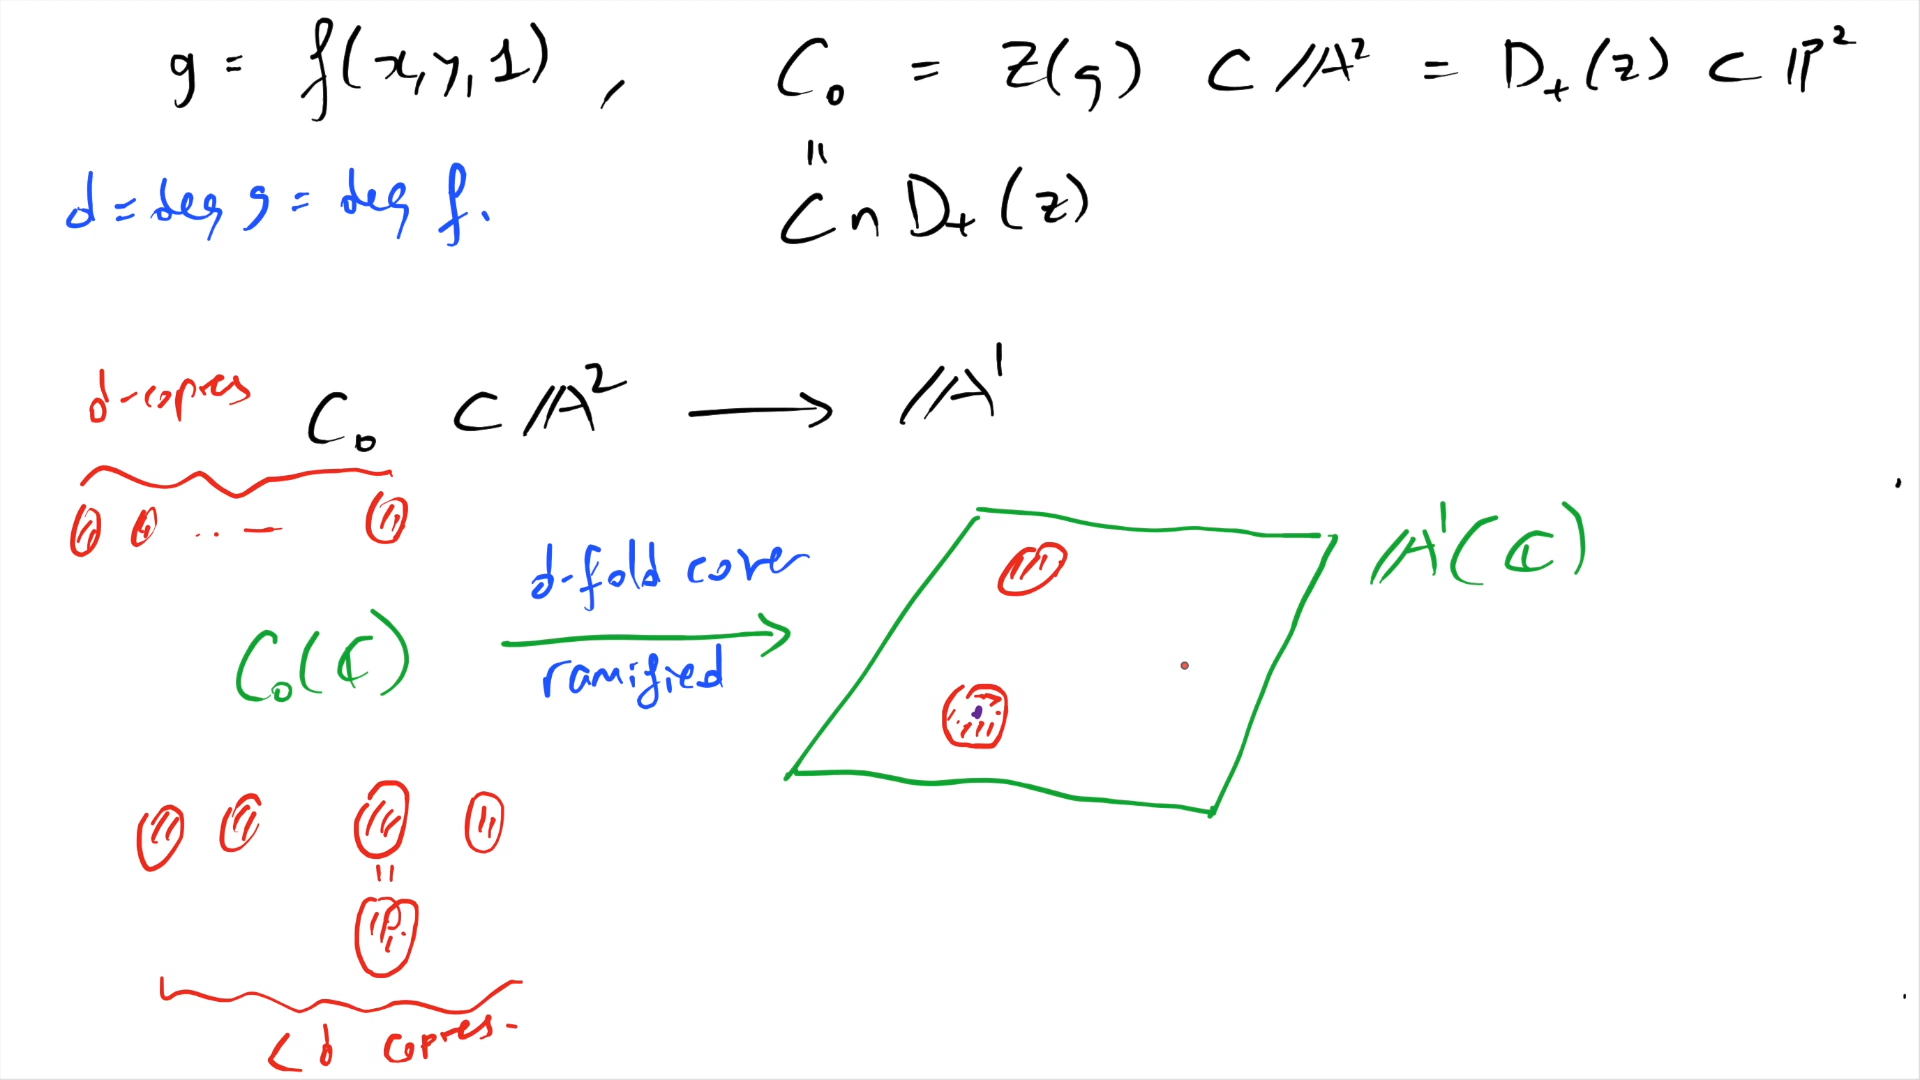 g = f(x,y,1) , C₀ = Z(g) ⊂ 𝔸² = D₊(z) ⊂ ℙ²
॥
d = deg g = deg f. C ∩ D₊(z)
d-copies C₀ ⊂ 𝔸² ⟶ 𝔸¹
.. —
d-fold cover 𝔸¹(ℂ)
C₀(ℂ) ⟶
ramified
=
< d copies.